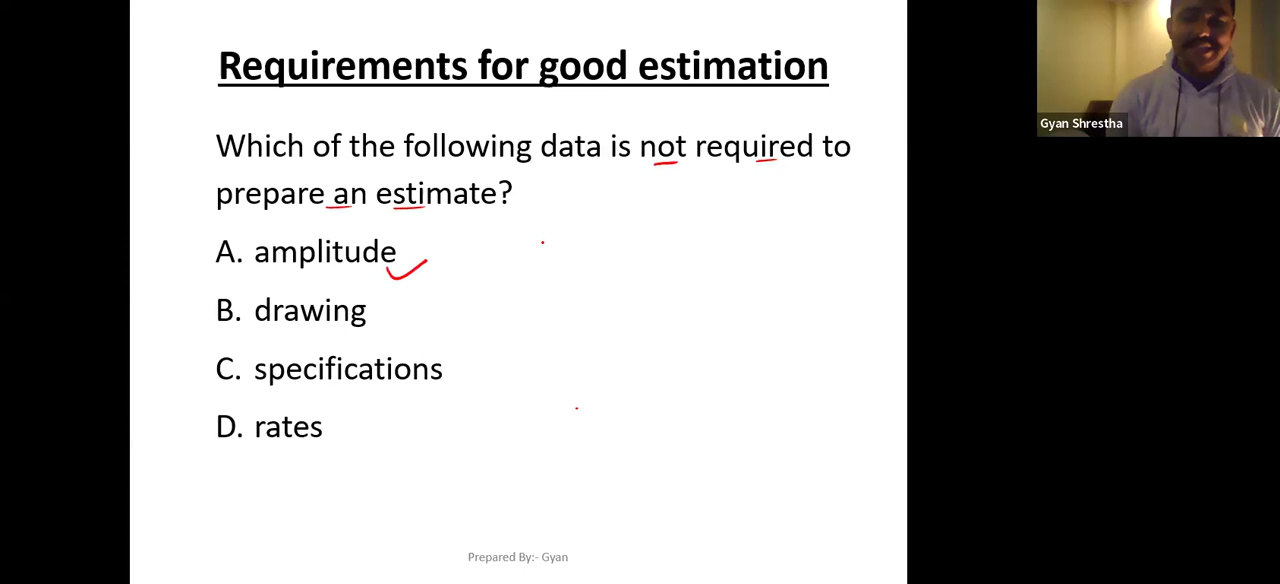 Requirements for good estimation
Gyan Shrestha
Which of the following data is not required to
prepare an estimate?
A. amplitude
B. drawing
C. specifications
D. rates
Prepared By:- Gyan